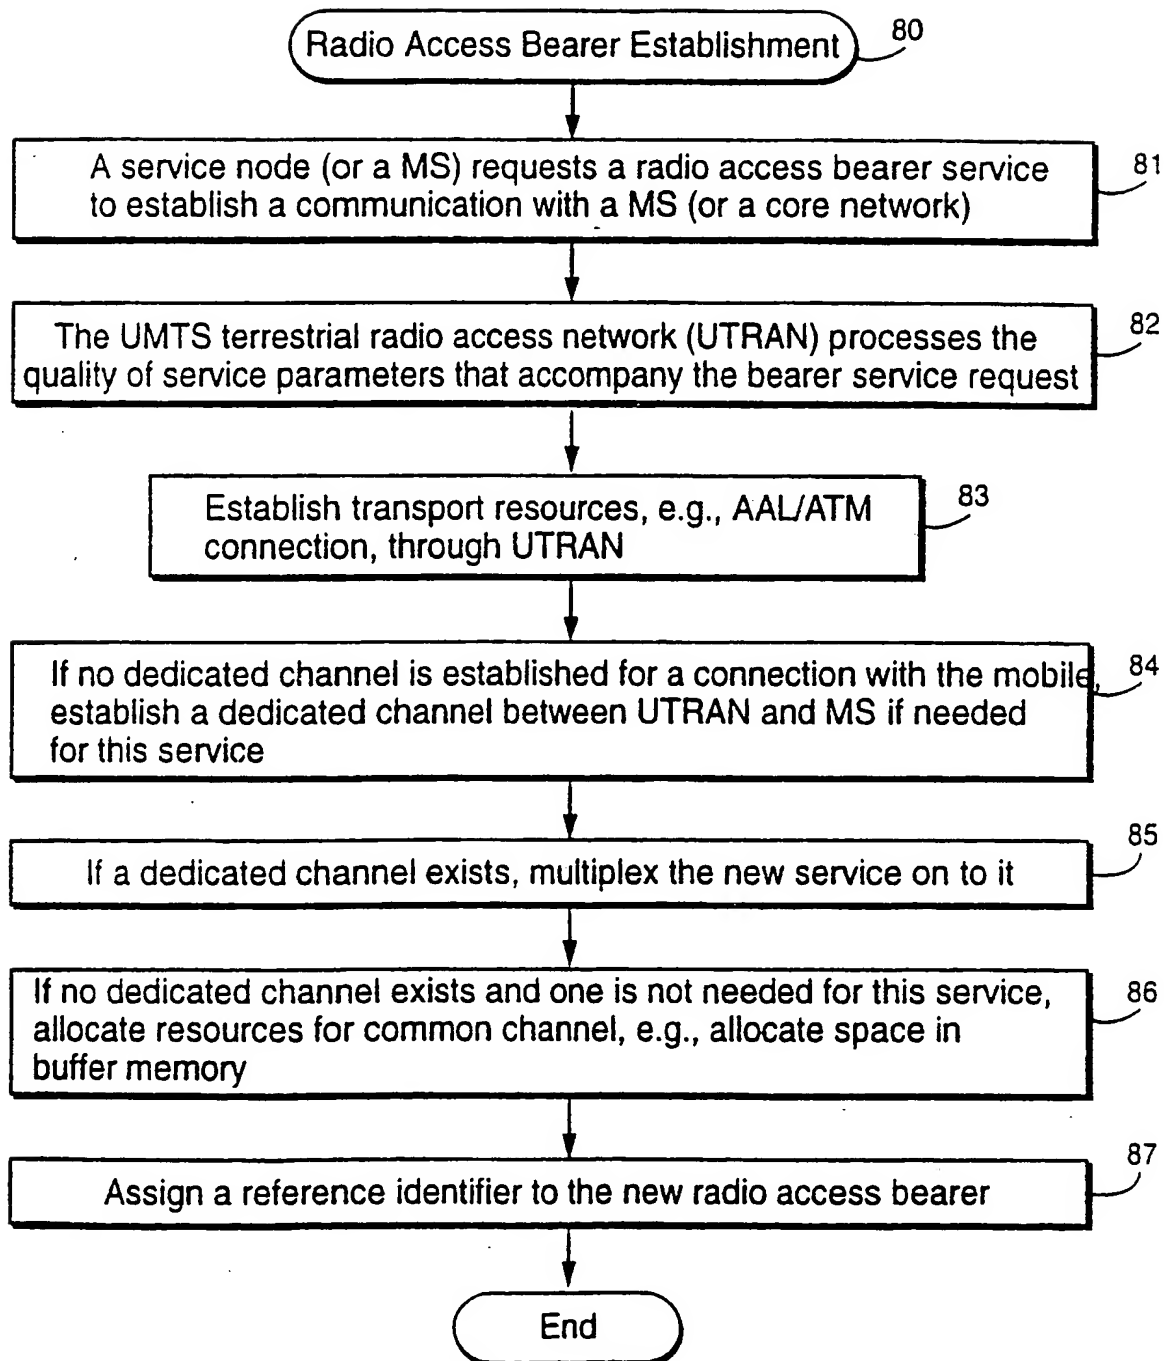 Radio Access Bearer Establishment
80
A service node (or a MS) requests a radio access bearer service
to establish a communication with a MS (or a core network)
81
The UMTS terrestrial radio access network (UTRAN) processes the
quality of service parameters that accompany the bearer service request
82
Establish transport resources, e.g., AAL/ATM
connection, through UTRAN
83
If no dedicated channel is established for a connection with the mobile,
establish a dedicated channel between UTRAN and MS if needed
for this service
84
If a dedicated channel exists, multiplex the new service on to it
85
If no dedicated channel exists and one is not needed for this service,
allocate resources for common channel, e.g., allocate space in
buffer memory
86
Assign a reference identifier to the new radio access bearer
87
End